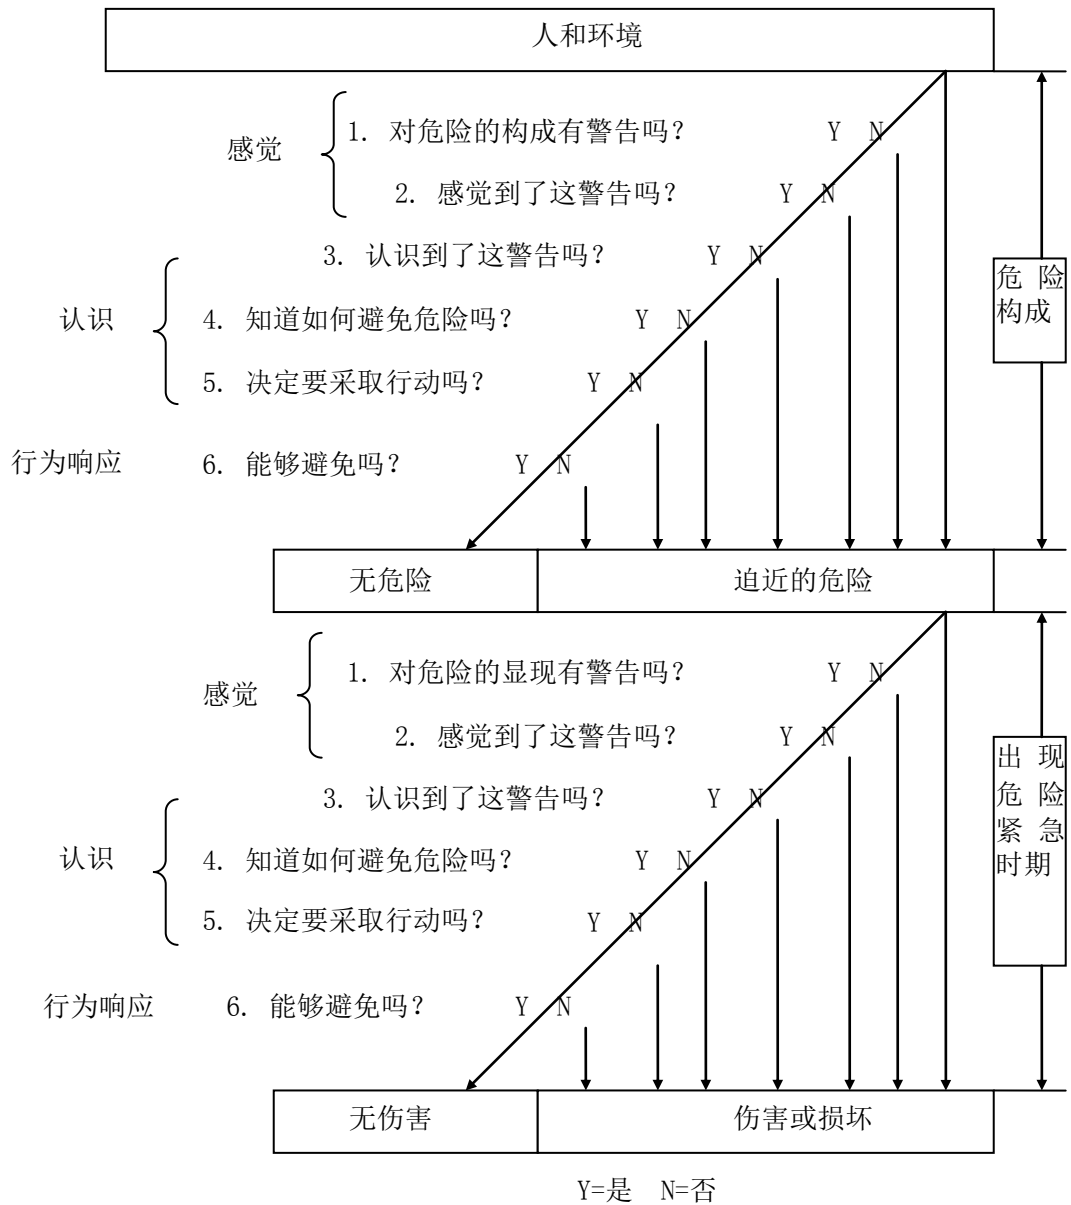 人和环境
感觉
1. 对危险的构成有警告吗? Y N
2. 感觉到了这警告吗? Y N
3. 认识到了这警告吗? Y N
认识
4. 知道如何避免危险吗? Y N
5. 决定要采取行动吗? Y N
行为响应 6. 能够避免吗? Y N
危 险
构成
无危险 迫近的危险
感觉
1. 对危险的显现有警告吗? Y N
2. 感觉到了这警告吗? Y N
3. 认识到了这警告吗? Y N
认识
4. 知道如何避免危险吗? Y N
5. 决定要采取行动吗? Y N
行为响应 6. 能够避免吗? Y N
出 现
危 险
紧 急
时期
无伤害 伤害或损坏
Y=是 N=否